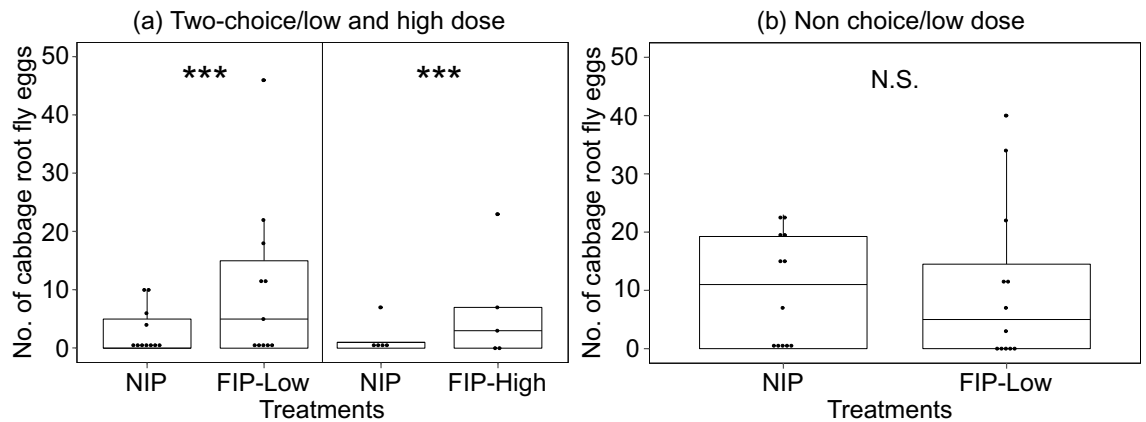 (a) Two-choice/low and high dose
No. of cabbage root fly eggs
50
40
30
20
10
0
***
***
NIP
FIP-Low
NIP
FIP-High
Treatments
(b) Non choice/low dose
No. of cabbage root fly eggs
50
40
30
20
10
0
N.S.
NIP
FIP-Low
Treatments